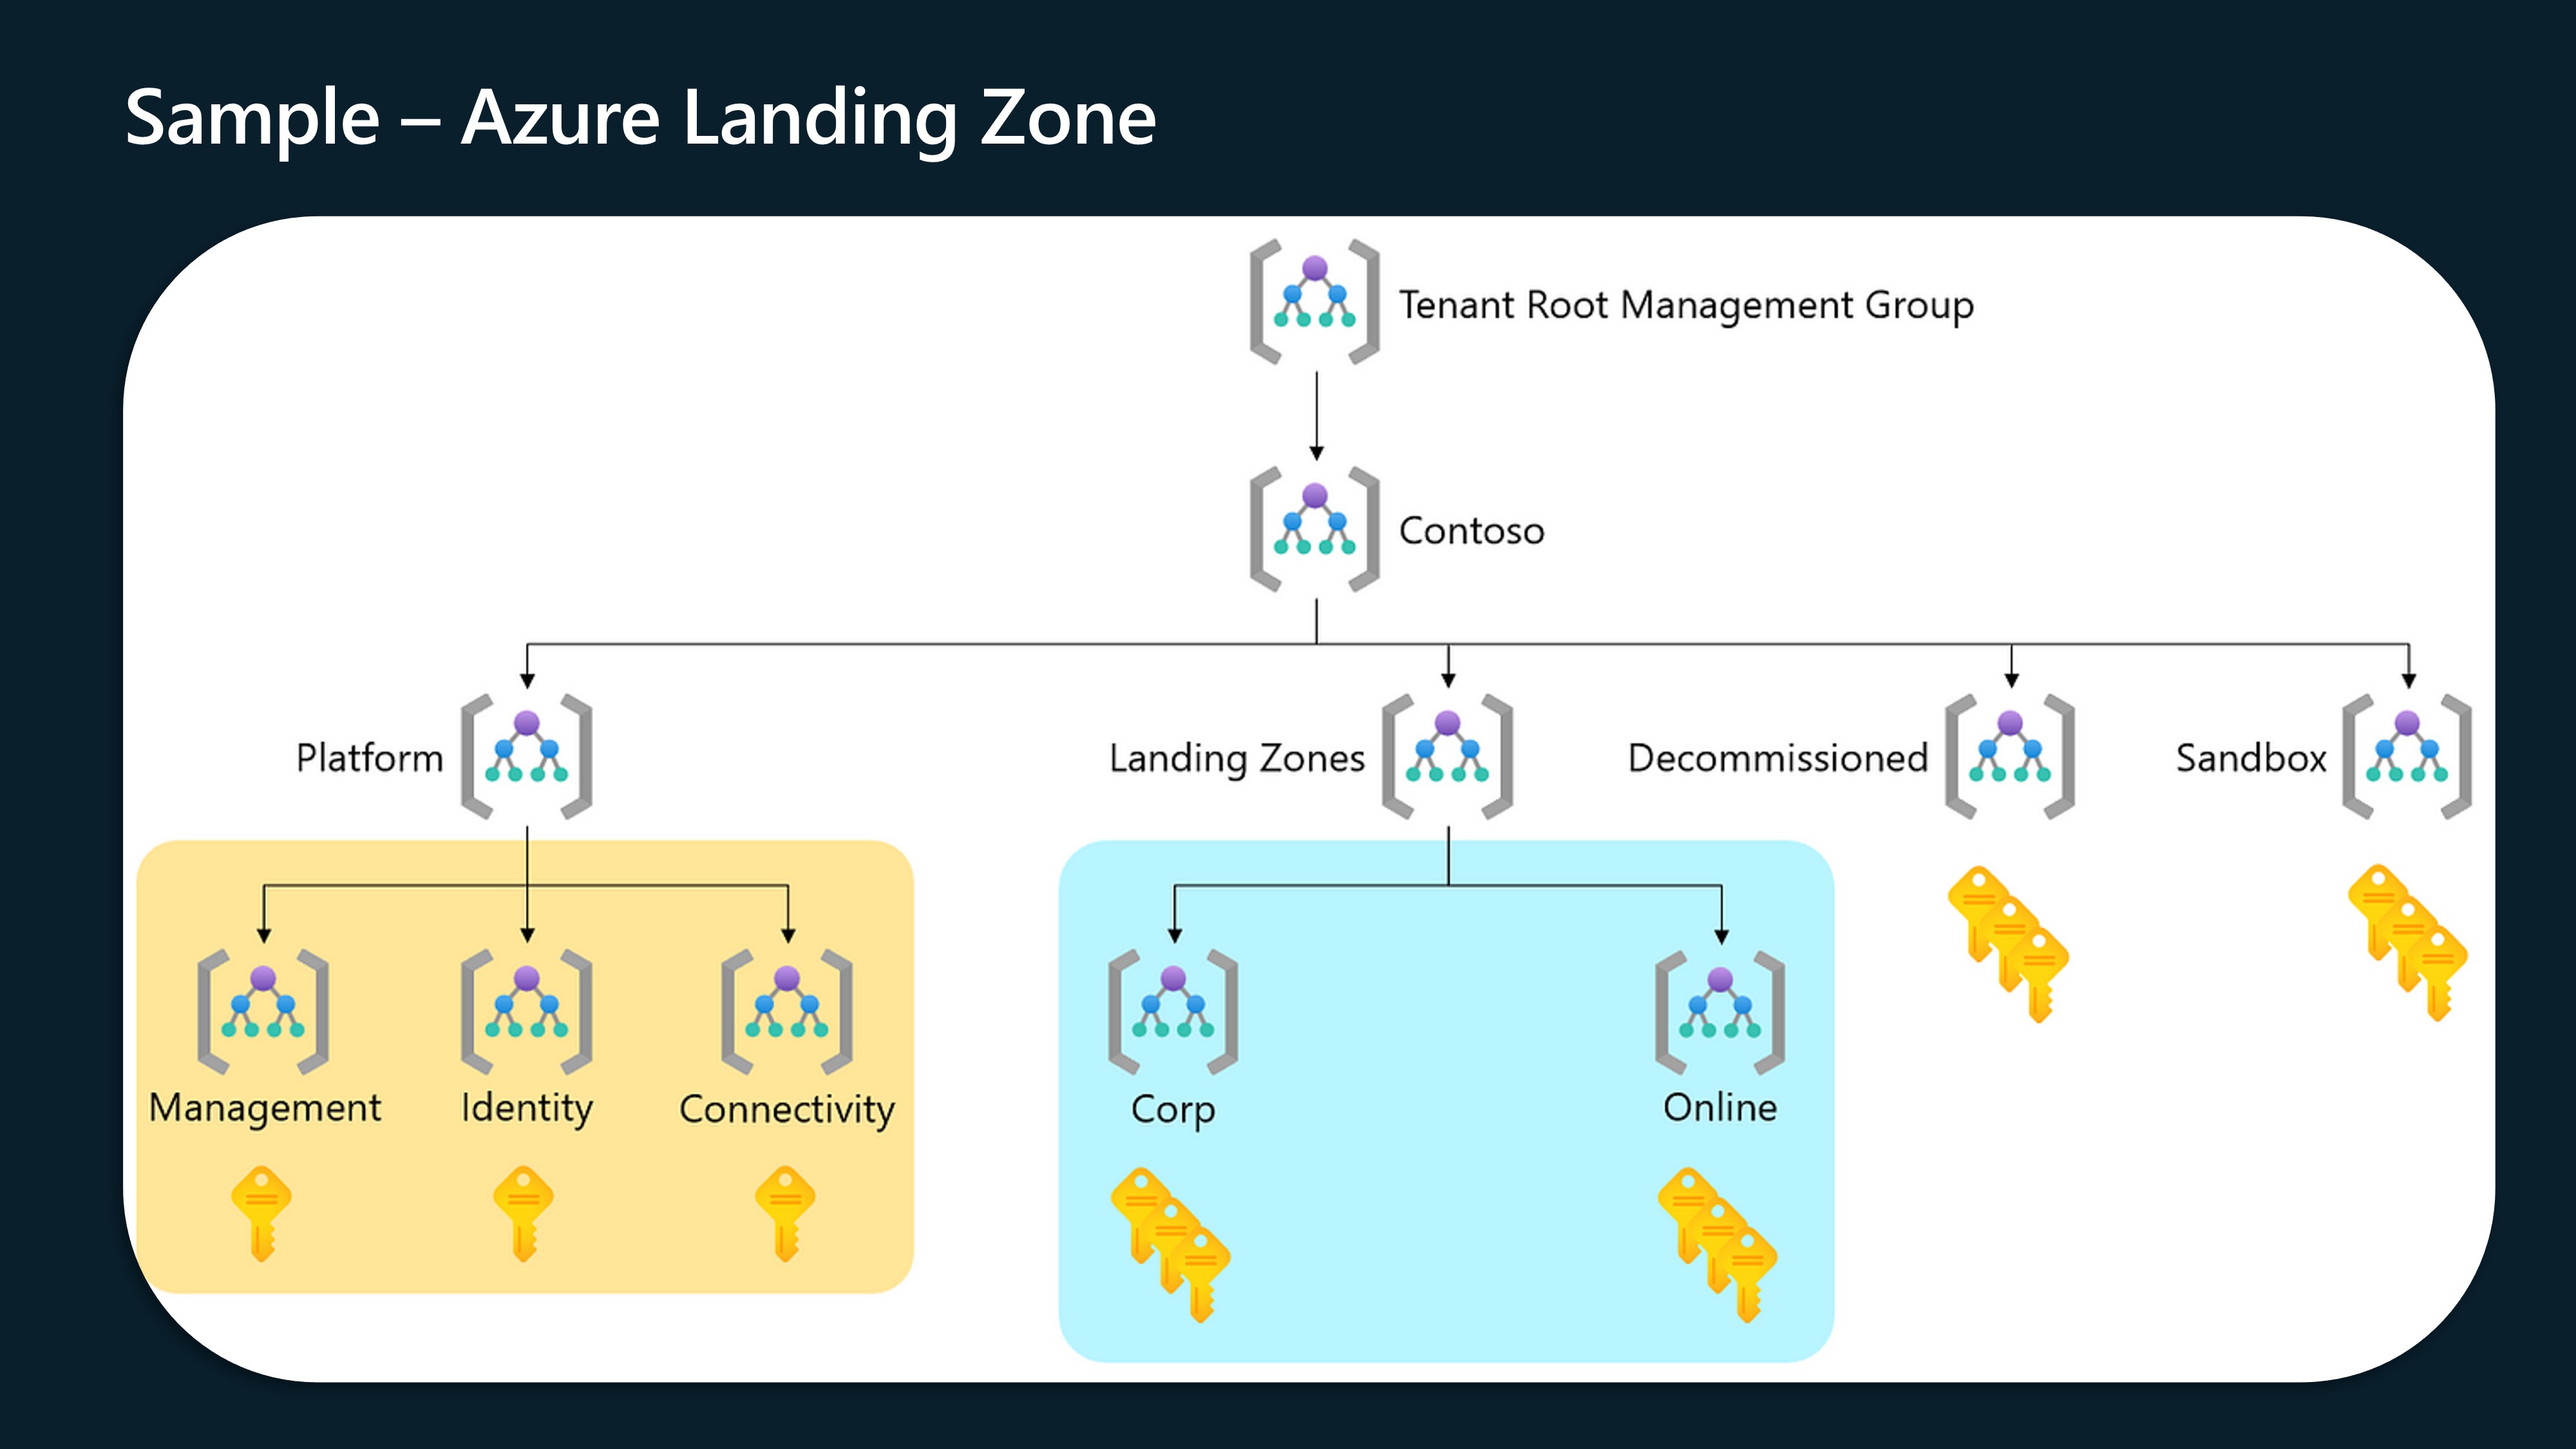 Sample – Azure Landing Zone
Tenant Root Management Group
Contoso
Platform
Landing Zones
Decommissioned
Sandbox
Management
Identity
Connectivity
Corp
Online